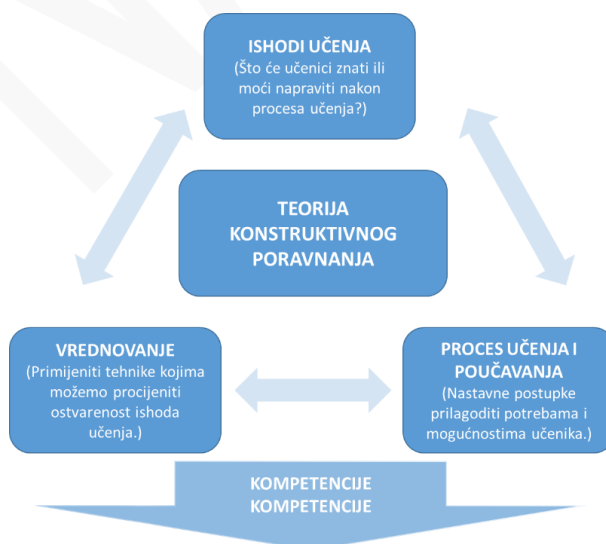 ISHODI UČENJA
(Što će učenici znati ili
moći napraviti nakon
procesa učenja?)
TEORIJA
KONSTRUKTIVNOG
PORAVNANJA
VREDNOVANJE
(Primijeniti tehnike kojima
možemo procijeniti
ostvarenost ishoda
učenja.)
PROCES UČENJA I
POUČAVANJA
(Nastavne postupke
prilagoditi potrebama i
mogućnostima učenika.)
KOMPETENCIJE
KOMPETENCIJE